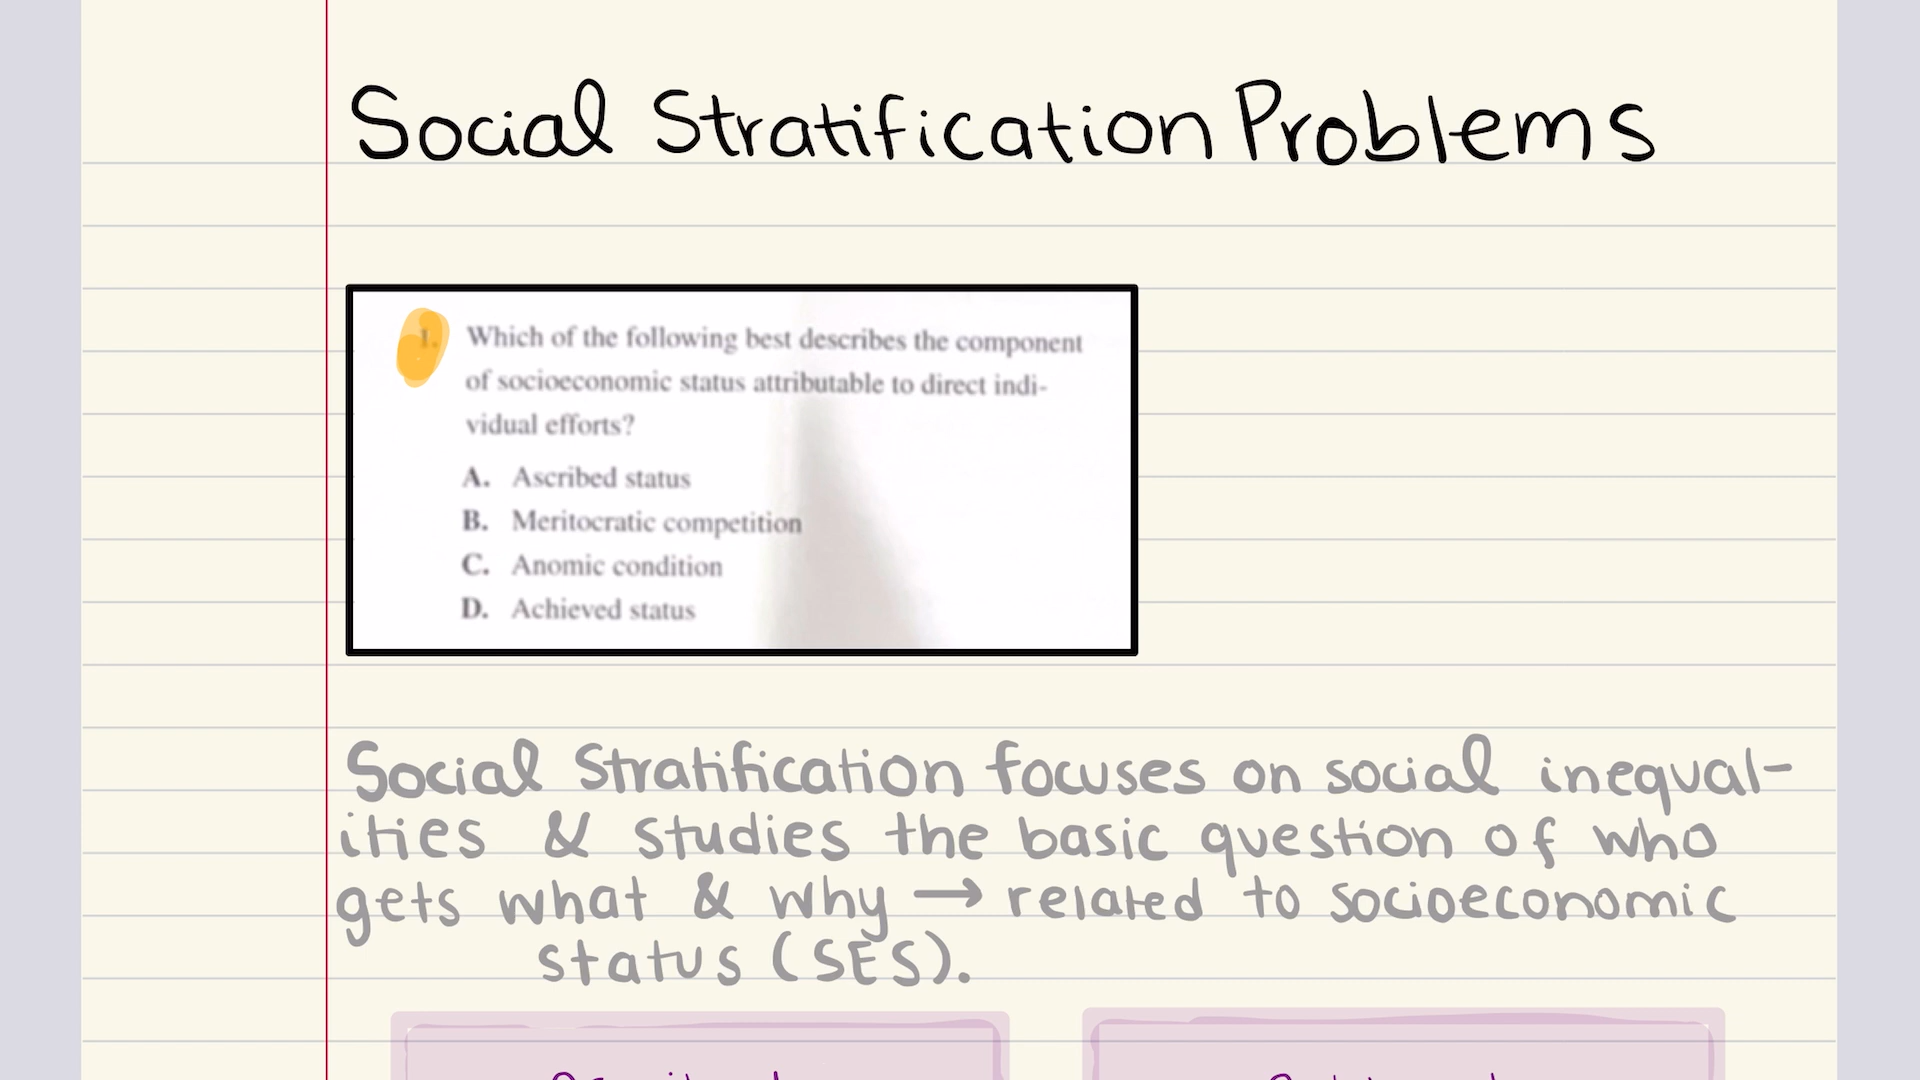 Social Stratification Problems
1. Which of the following best describes the component
of socioeconomic status attributable to direct indi-
vidual efforts?
A. Ascribed status
B. Meritocratic competition
C. Anomic condition
D. Achieved status
Social Stratification focuses on social inequal-
ities & studies the basic question of who
gets what & why → related to socioeconomic
status (SES).